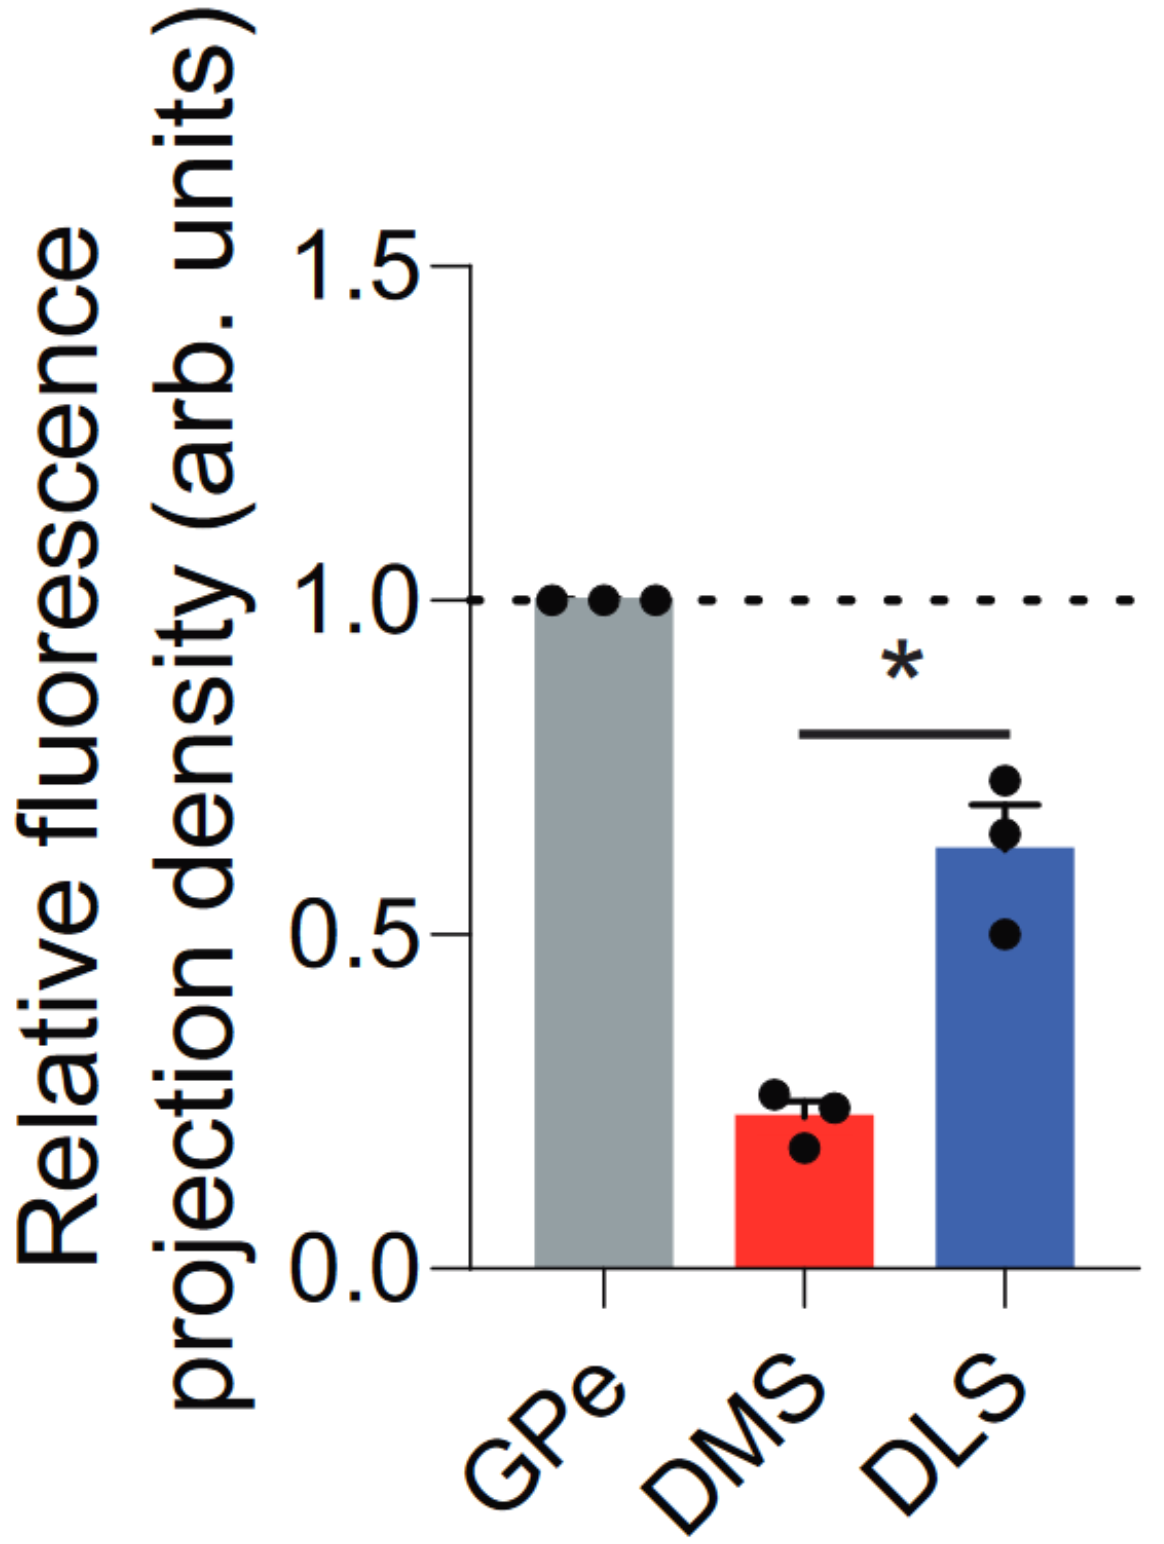 Relative fluorescence
projection density (arb. units)
1.5
1.0
0.5
0.0
*
GPe
DMS
DLS